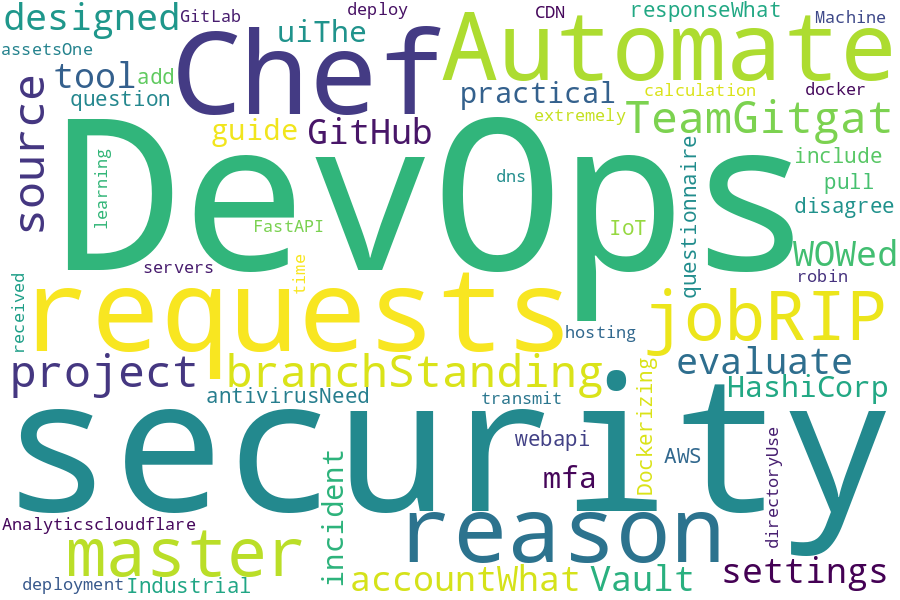 designed
GitLab
deploy
CDN
responseWhat
Machine
assetsOne
uiThe
Chef
Automate
tool
add
question
source
practical
calculation
docker
guide
GitHub
extremely
TeamGitgat
DevOps
learning
dns
questionnaire
include
pull
disagree
FastAPI
IoT
WOWed
servers
time
robin
received
requests
jobRIP
hosting
project
branchStanding
evaluate
antivirusNeed
transmit
Dockerizing
HashiCorp
security
webapi
AWS
mfa
directoryUse
Analyticscloudflare
incident
reason
master
deployment
Industrial
accountWhat
Vault
settings